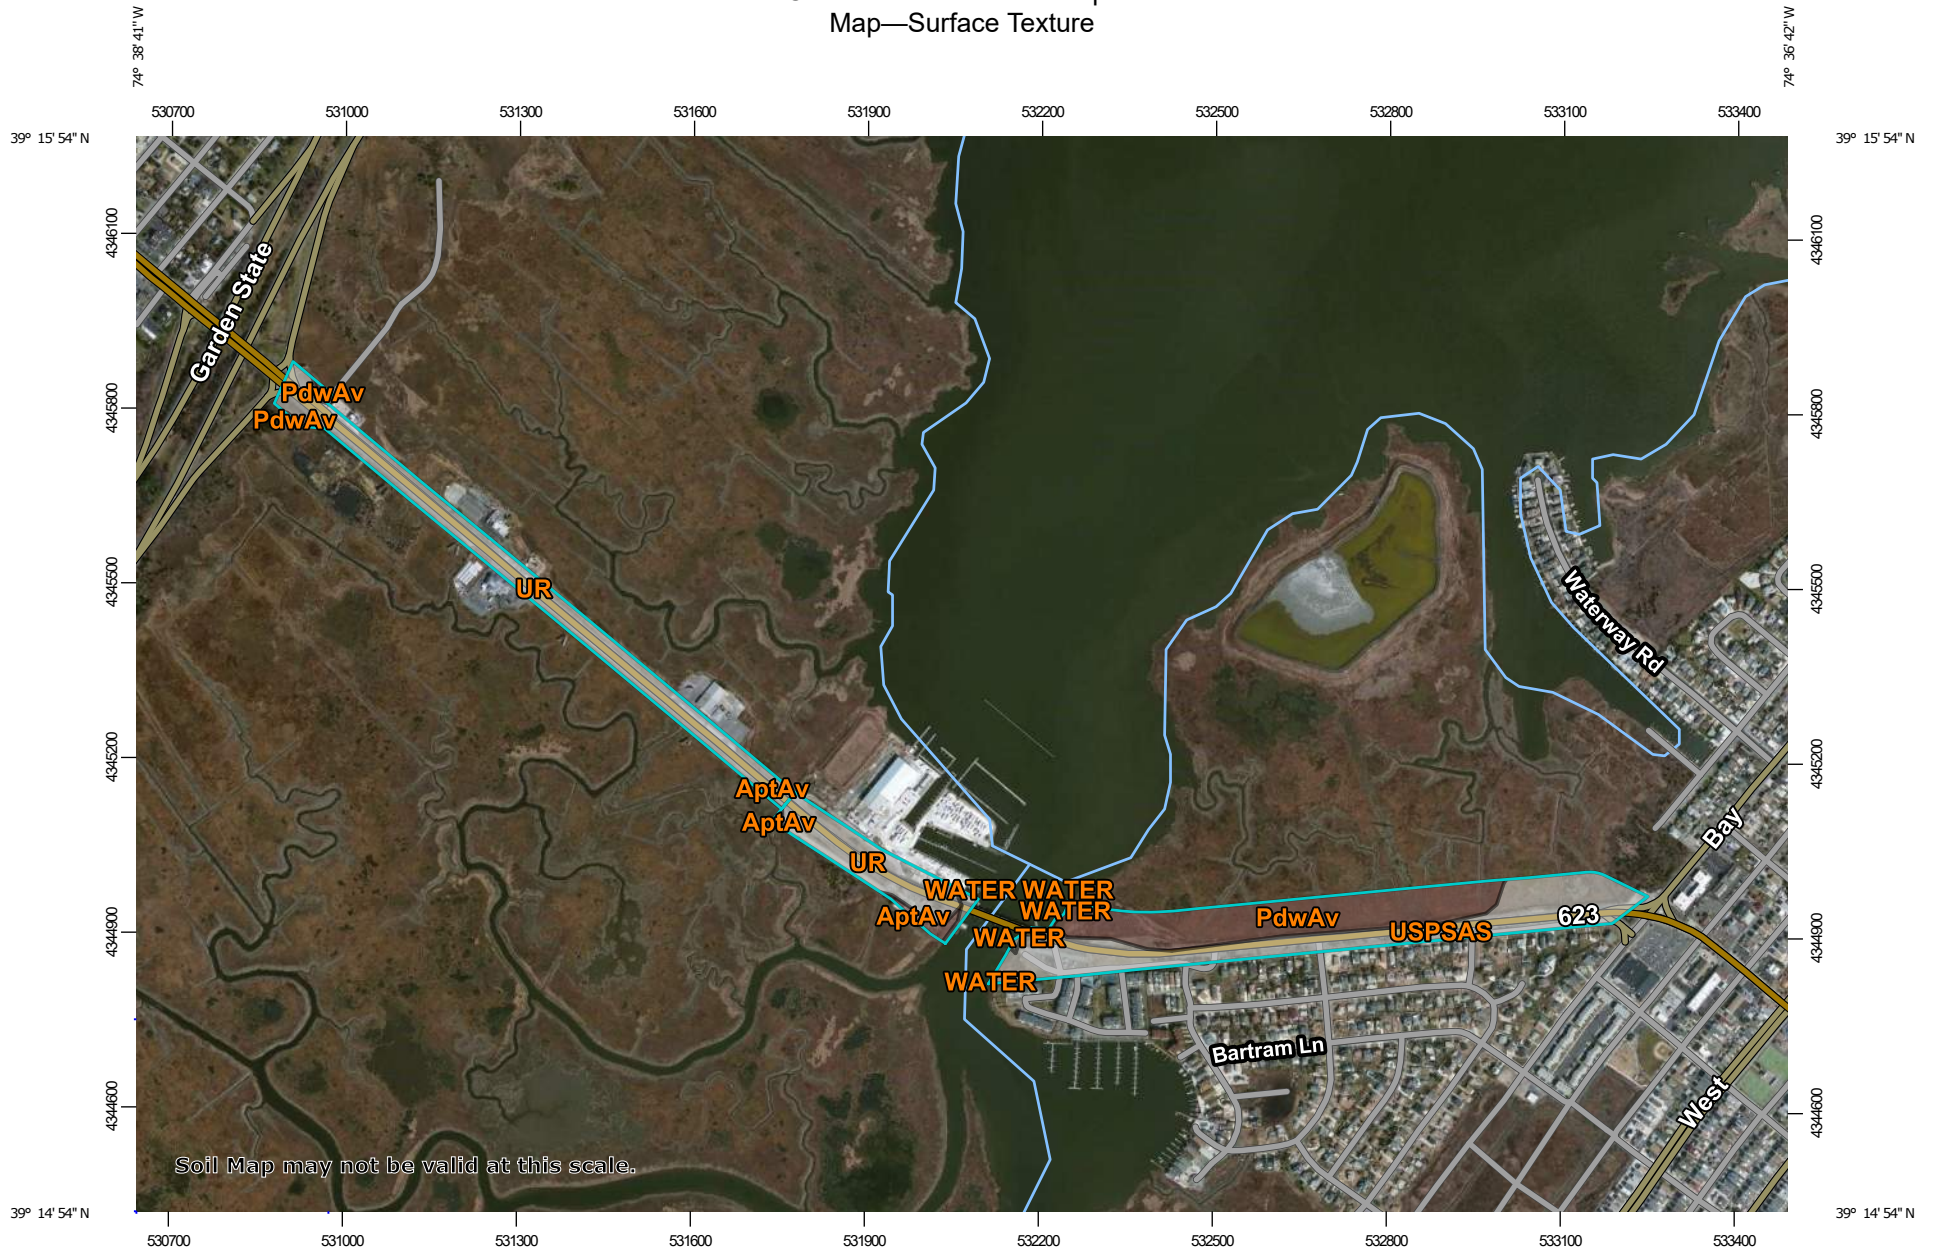 Map—Surface Texture
74° 38' 41" W
74° 36' 42" W
530700 531000 531300 531600 531900 532200 532500 532800 533100 533400
39° 15' 54" N
39° 15' 54" N
4346100
4346100
Garden State
PdwAv
PdwAv
4345800
4345800
4345500
4345500
UR
Waterway Rd
4345200
4345200
AptAv
AptAv
UR
Bay
WATER WATER
WATER
AptAv
PdwAv
623
USPSAS
WATER
4344900
4344900
WATER
Bartram Ln
West
4344600
4344600
Soil Map may not be valid at this scale.
39° 14' 54" N
39° 14' 54" N
530700 531000 531300 531600 531900 532200 532500 532800 533100 533400